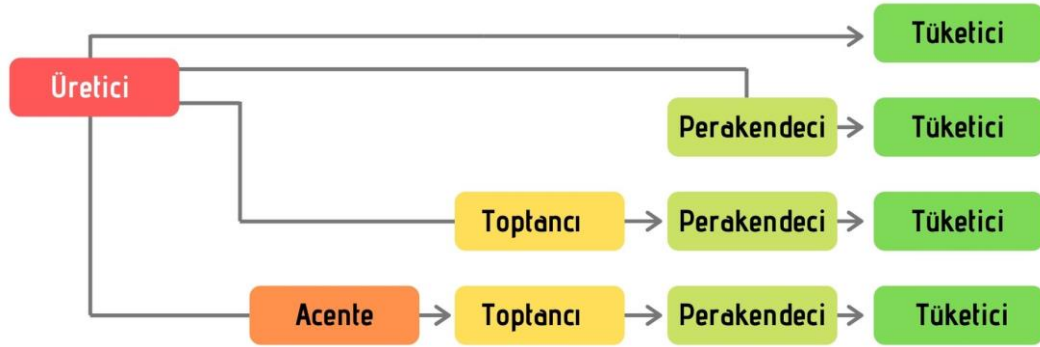 Tüketici
Üretici
Perakendeci
Tüketici
Toptancı
Perakendeci
Tüketici
Acente
Toptancı
Perakendeci
Tüketici